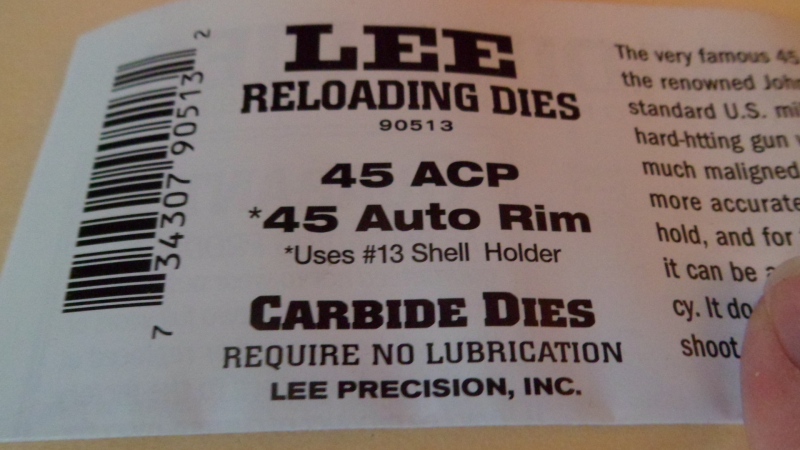 LEE
RELOADING DIES
90513
45 ACP
*45 Auto Rim
*Uses #13 Shell Holder
CARBIDE DIES
REQUIRE NO LUBRICATION
LEE PRECISION, INC.
7 34307 90513 2
The very famous 45
the renowned John
standard U.S.
hard-htting gun
much maligned
more accurate
hold, and for
it can be
cy. It do
shoot